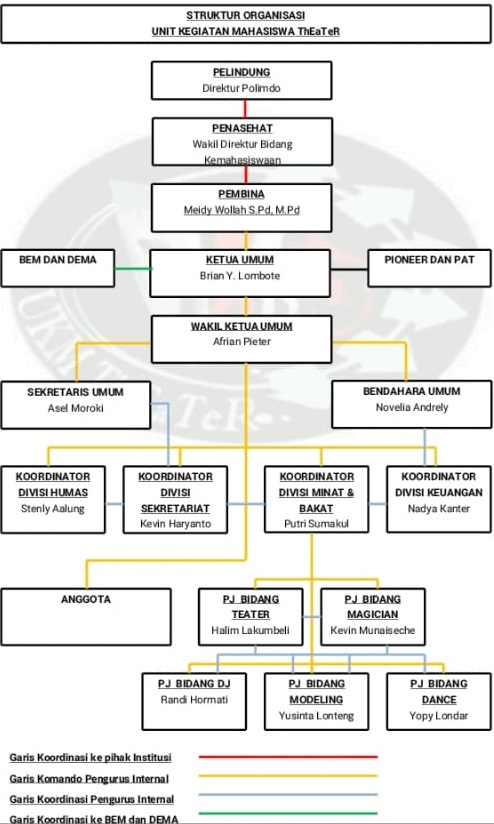 STRUKTUR ORGANISASI
UNIT KEGIATAN MAHASISWA ThEaTeR
PELINDUNG
Direktur Polimdo
PENASEHAT
Wakil Direktur Bidang
Kemahasiswaan
PEMBINA
Meidy Wollah S.Pd, M.Pd
BEM DAN DEMA
KETUA UMUM
Brian Y. Lombote
PIONEER DAN PAT
WAKIL KETUA UMUM
Afrian Pieter
SEKRETARIS UMUM
Asel Moroki
BENDAHARA UMUM
Novelia Andrely
KOORDINATOR
DIVISI HUMAS
Stenly Aalung
KOORDINATOR
DIVISI
SEKRETARIAT
Kevin Haryanto
KOORDINATOR
DIVISI MINAT &
BAKAT
Putri Sumakul
KOORDINATOR
DIVISI KEUANGAN
Nadya Kanter
ANGGOTA
PJ BIDANG
TEATER
Halim Lakumbeli
PJ BIDANG
MAGICIAN
Kevin Munaiseche
PJ BIDANG DJ
Randi Hormati
PJ BIDANG
MODELING
Yusinta Lonteng
PJ BIDANG
DANCE
Yopy Londar
Garis Koordinasi ke pihak Institusi
Garis Komando Pengurus Internal
Garis Koordinasi Pengurus Internal
Garis Koordinasi ke BEM dan DEMA